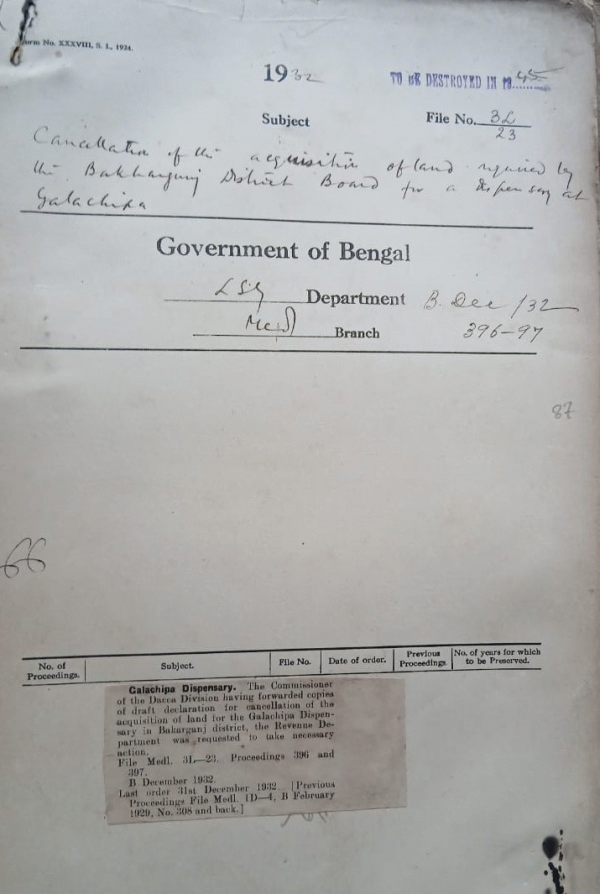 Form No. XXXVIII, S. I., 1924.
1932
TO BE DESTROYED IN 1945
Subject
File No. 3L
23
Cancellation of the acquisition of land required by
the Bakhargunj District Board for a dispensary at
Galachipa
Government of Bengal
LSG Department B. Dec /32
Medl Branch 396-97
87
66
No. of Proceedings. Subject. File No. Date of order. Previous Proceedings. No. of years for which to be Preserved.
Galachipa Dispensary. The Commissioner
of the Dacca Division having forwarded copies
of draft declaration for cancellation of the
acquisition of land for the Galachipa Dispen-
sary in Bakarganj district, the Revenue De-
partment was requested to take necessary
action.
File Medl. 3L—23. Proceedings 396 and
397.
B December 1932.
Last order 31st December 1932. [Previous
Proceedings File Medl. 1D—4, B February
1929, No. 308 and back.]